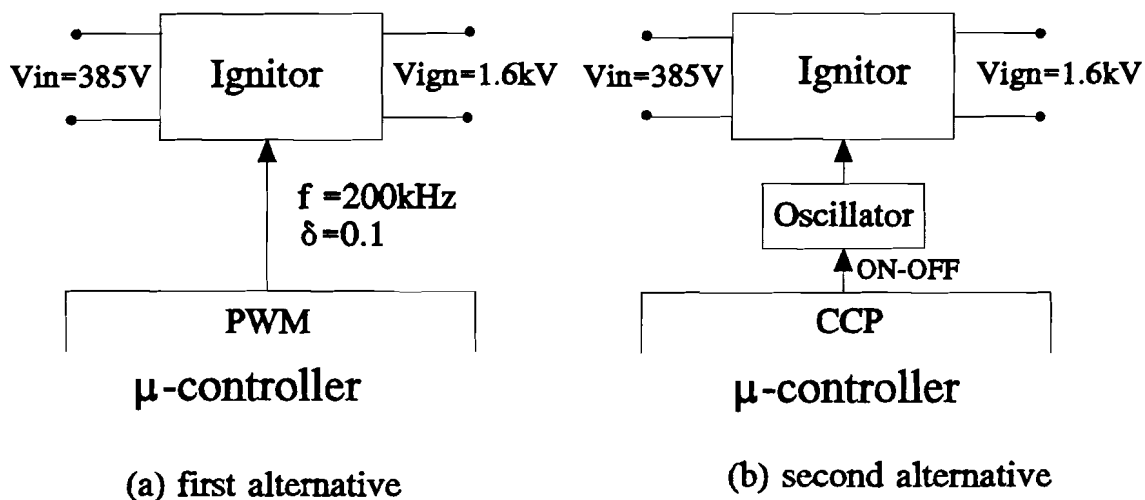 Vin=385V
Ignitor
Vign=1.6kV
f =200kHz
δ=0.1
PWM
μ-controller
(a) first alternative
Vin=385V
Ignitor
Vign=1.6kV
Oscillator
ON-OFF
CCP
μ-controller
(b) second alternative